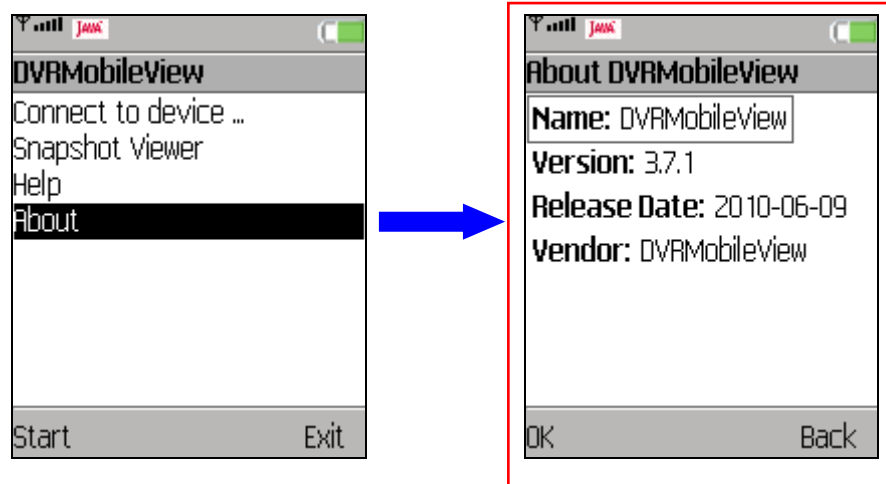 JAVA
DVRMobileView
Connect to device ...
Snapshot Viewer
Help
About
Start Exit
JAVA
About DVRMobileView
Name: DVRMobileView
Version: 3.7.1
Release Date: 2010-06-09
Vendor: DVRMobileView
OK Back